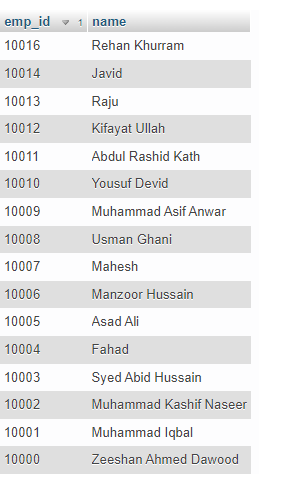 emp_id 1 name
10016 Rehan Khurram
10014 Javid
10013 Raju
10012 Kifayat Ullah
10011 Abdul Rashid Kath
10010 Yousuf Devid
10009 Muhammad Asif Anwar
10008 Usman Ghani
10007 Mahesh
10006 Manzoor Hussain
10005 Asad Ali
10004 Fahad
10003 Syed Abid Hussain
10002 Muhammad Kashif Naseer
10001 Muhammad Iqbal
10000 Zeeshan Ahmed Dawood